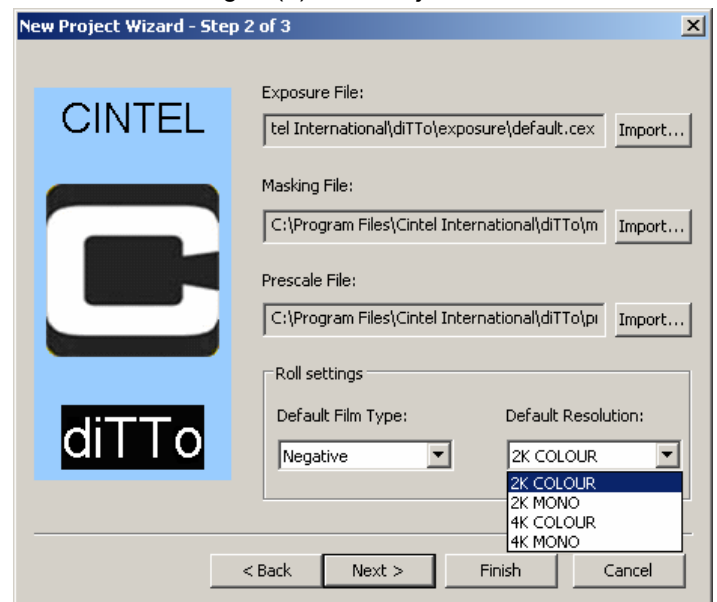 New Project Wizard - Step 2 of 3
CINTEL
diTTo
Exposure File:
tel International\diTTo\exposure\default.cex
Import...
Masking File:
C:\Program Files\Cintel International\diTTo\m
Import...
Prescale File:
C:\Program Files\Cintel International\diTTo\pr
Import...
Roll settings
Default Film Type:
Negative
Default Resolution:
2K COLOUR
2K COLOUR
2K MONO
4K COLOUR
4K MONO
< Back
Next >
Finish
Cancel